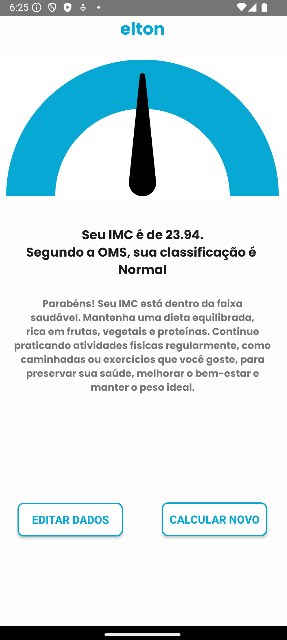 6:25
elton
Seu IMC é de 23.94.
Segundo a OMS, sua classificação é
Normal
Parabéns! Seu IMC está dentro da faixa
saudável. Mantenha uma dieta equilibrada,
rica em frutas, vegetais e proteínas. Continue
praticando atividades físicas regularmente, como
caminhadas ou exercícios que você goste, para
preservar sua saúde, melhorar o bem-estar e
manter o peso ideal.
EDITAR DADOS
CALCULAR NOVO